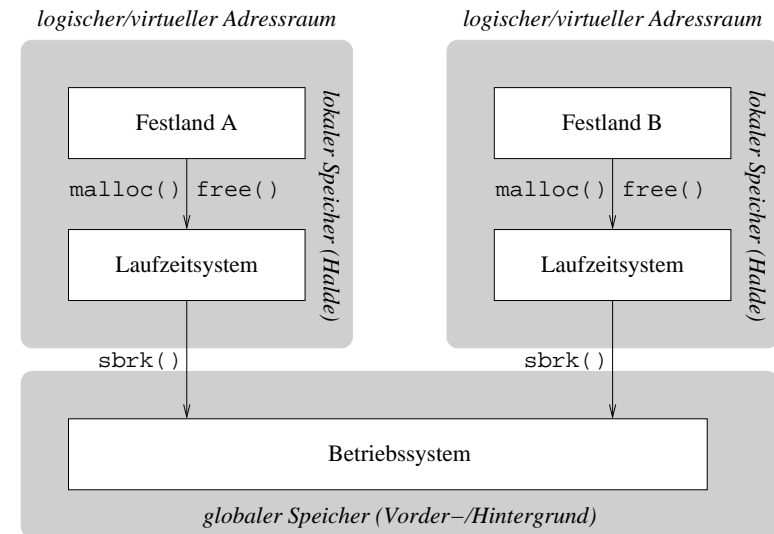 logischer/virtueller Adressraum
logischer/virtueller Adressraum
Festland A
lokaler Speicher (Halde)
Festland B
lokaler Speicher (Halde)
malloc() free()
malloc() free()
Laufzeitsystem
Laufzeitsystem
sbrk()
sbrk()
Betriebssystem
globaler Speicher (Vorder−/Hintergrund)